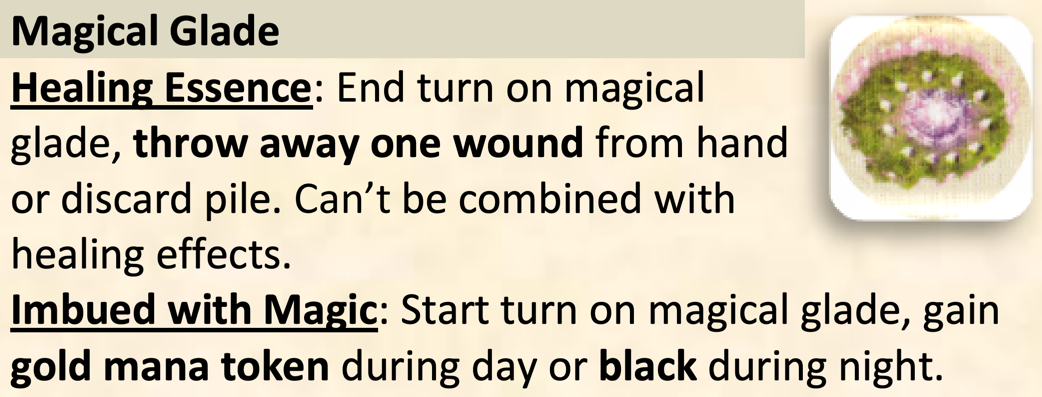 Magical Glade
Healing Essence: End turn on magical
glade, throw away one wound from hand
or discard pile. Can’t be combined with
healing effects.
Imbued with Magic: Start turn on magical glade, gain
gold mana token during day or black during night.